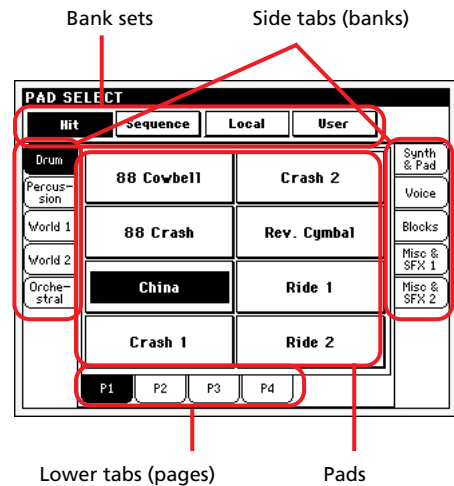 Bank sets
Side tabs (banks)
PAD SELECT
Hit
Sequence
Local
User
Drum
Percus-
sion
World 1
World 2
Orche-
stral
88 Cowbell
Crash 2
88 Crash
Rev. Cymbal
China
Ride 1
Crash 1
Ride 2
Synth
& Pad
Voice
Blocks
Misc &
SFX 1
Misc &
SFX 2
P1
P2
P3
P4
Lower tabs (pages)
Pads